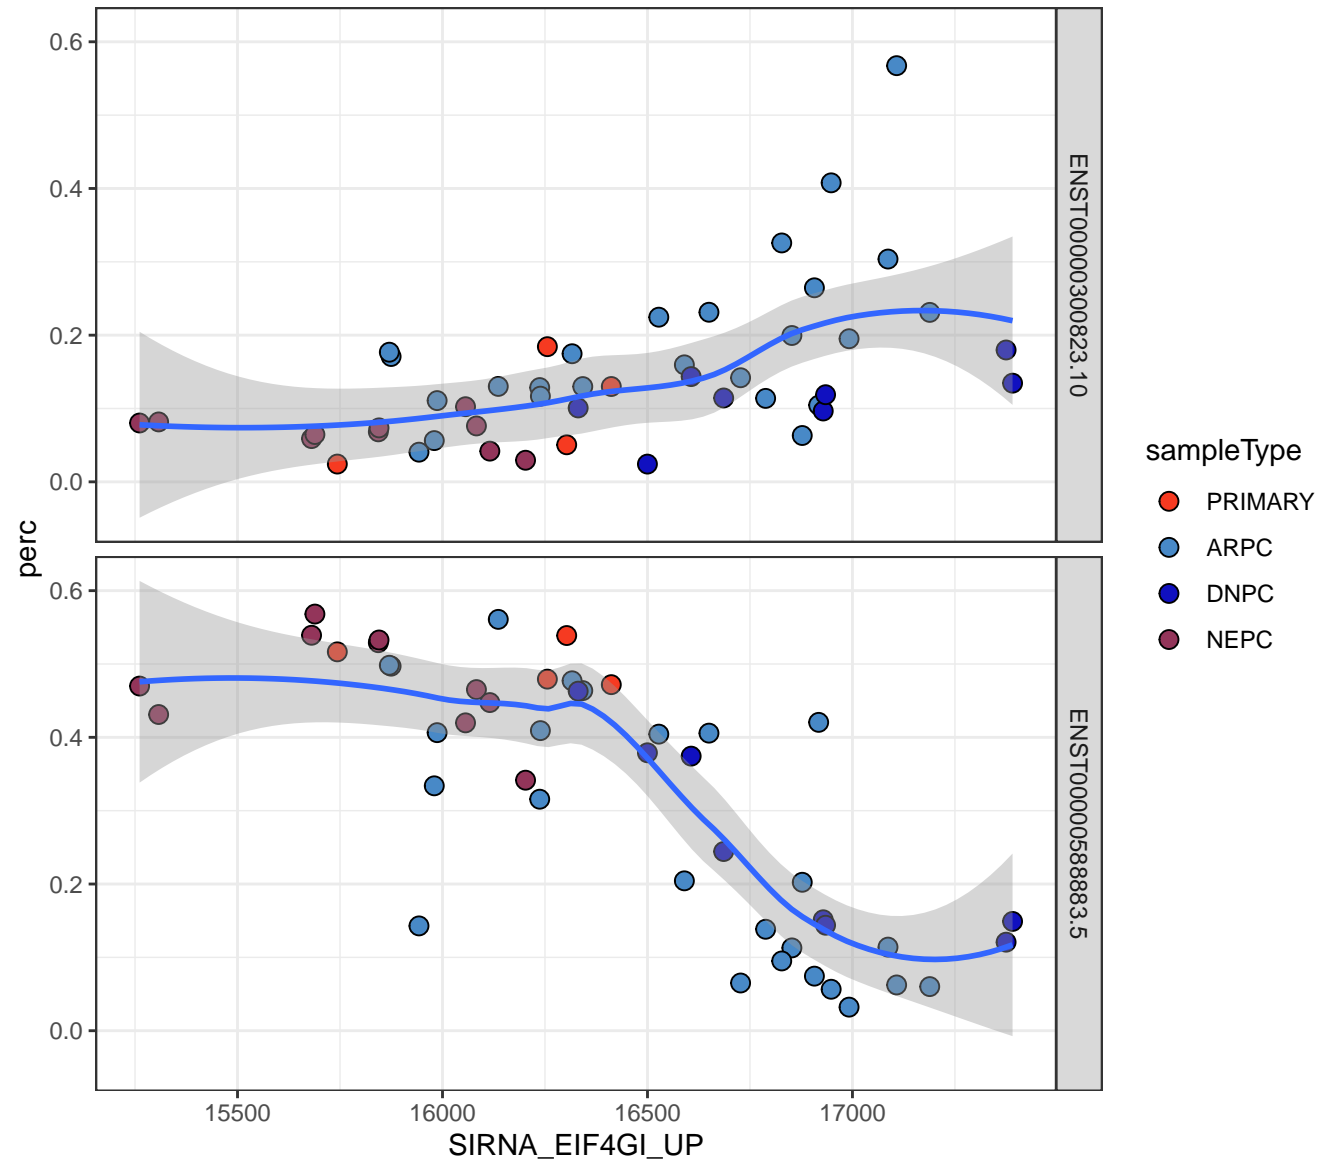 0.6
0.4
0.2
0.0
ENST00000300823.10
0.6
0.4
0.2
0.0
ENST00000588883.5
perc
15500
16000
16500
17000
SIRNA_EIF4GI_UP
sampleType
PRIMARY
ARPC
DNPC
NEPC